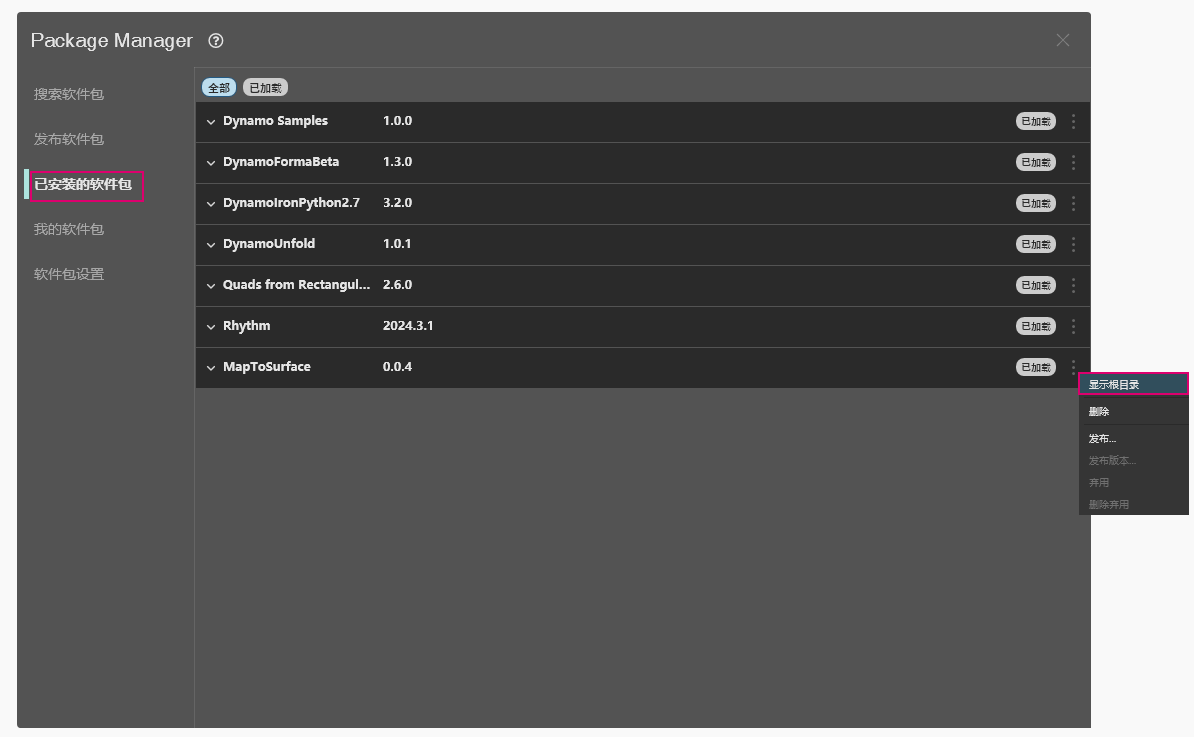 Package Manager
搜索软件包
发布软件包
已安装的软件包
我的软件包
软件包设置
全部 已加载
Dynamo Samples 1.0.0 已加载
DynamoFormaBeta 1.3.0 已加载
DynamoIronPython2.7 3.2.0 已加载
DynamoUnfold 1.0.1 已加载
Quads from Rectangul... 2.6.0 已加载
Rhythm 2024.3.1 已加载
MapToSurface 0.0.4 已加载
显示根目录
删除
发布...
发布版本...
弃用
删除弃用